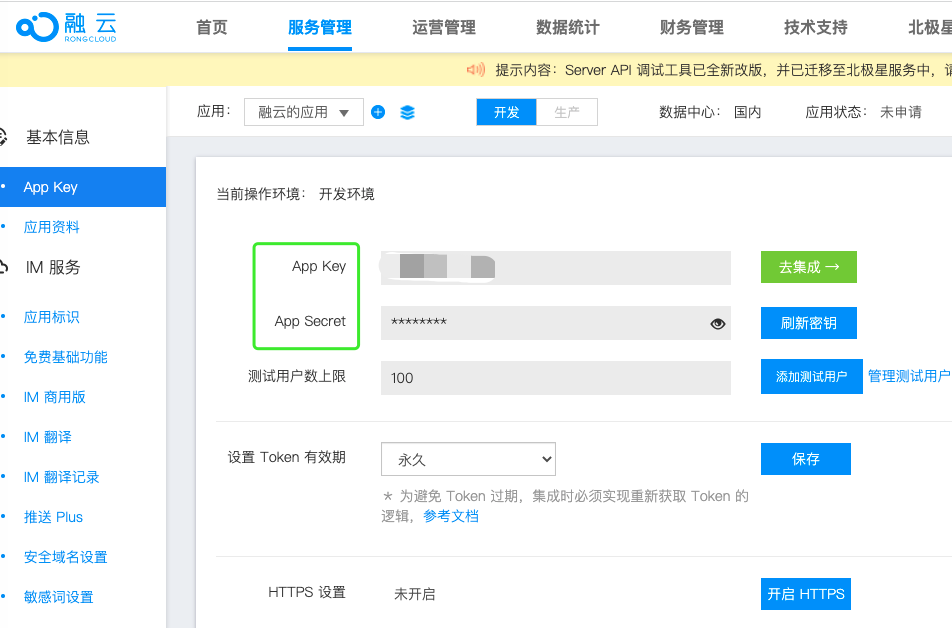 融云
RONGCLOUD
首页 服务管理 运营管理 数据统计 财务管理 技术支持 北极星
提示内容：Server API 调试工具已全新改版，并已迁移至北极星服务中，请
基本信息
App Key
应用资料
IM 服务
应用标识
免费基础功能
IM 商用版
IM 翻译
IM 翻译记录
推送 Plus
安全域名设置
敏感词设置
应用： 融云的应用 开发 生产 数据中心： 国内 应用状态： 未申请
当前操作环境： 开发环境
App Key 去集成 →
App Secret ******** 刷新密钥
测试用户数上限 100 添加测试用户 管理测试用户
设置 Token 有效期 永久 保存
* 为避免 Token 过期，集成时必须实现重新获取 Token 的
逻辑，参考文档
HTTPS 设置 未开启 开启 HTTPS